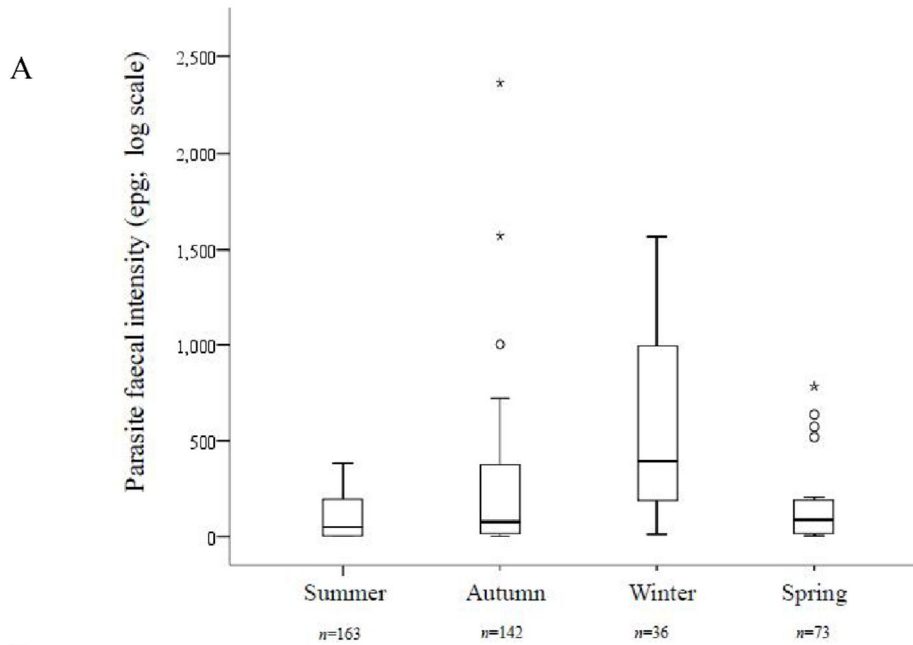 A
Parasite faecal intensity (epg; log scale)
2,500
2,000
1,500
1,000
500
0
Summer Autumn Winter Spring
n=163 n=142 n=36 n=73